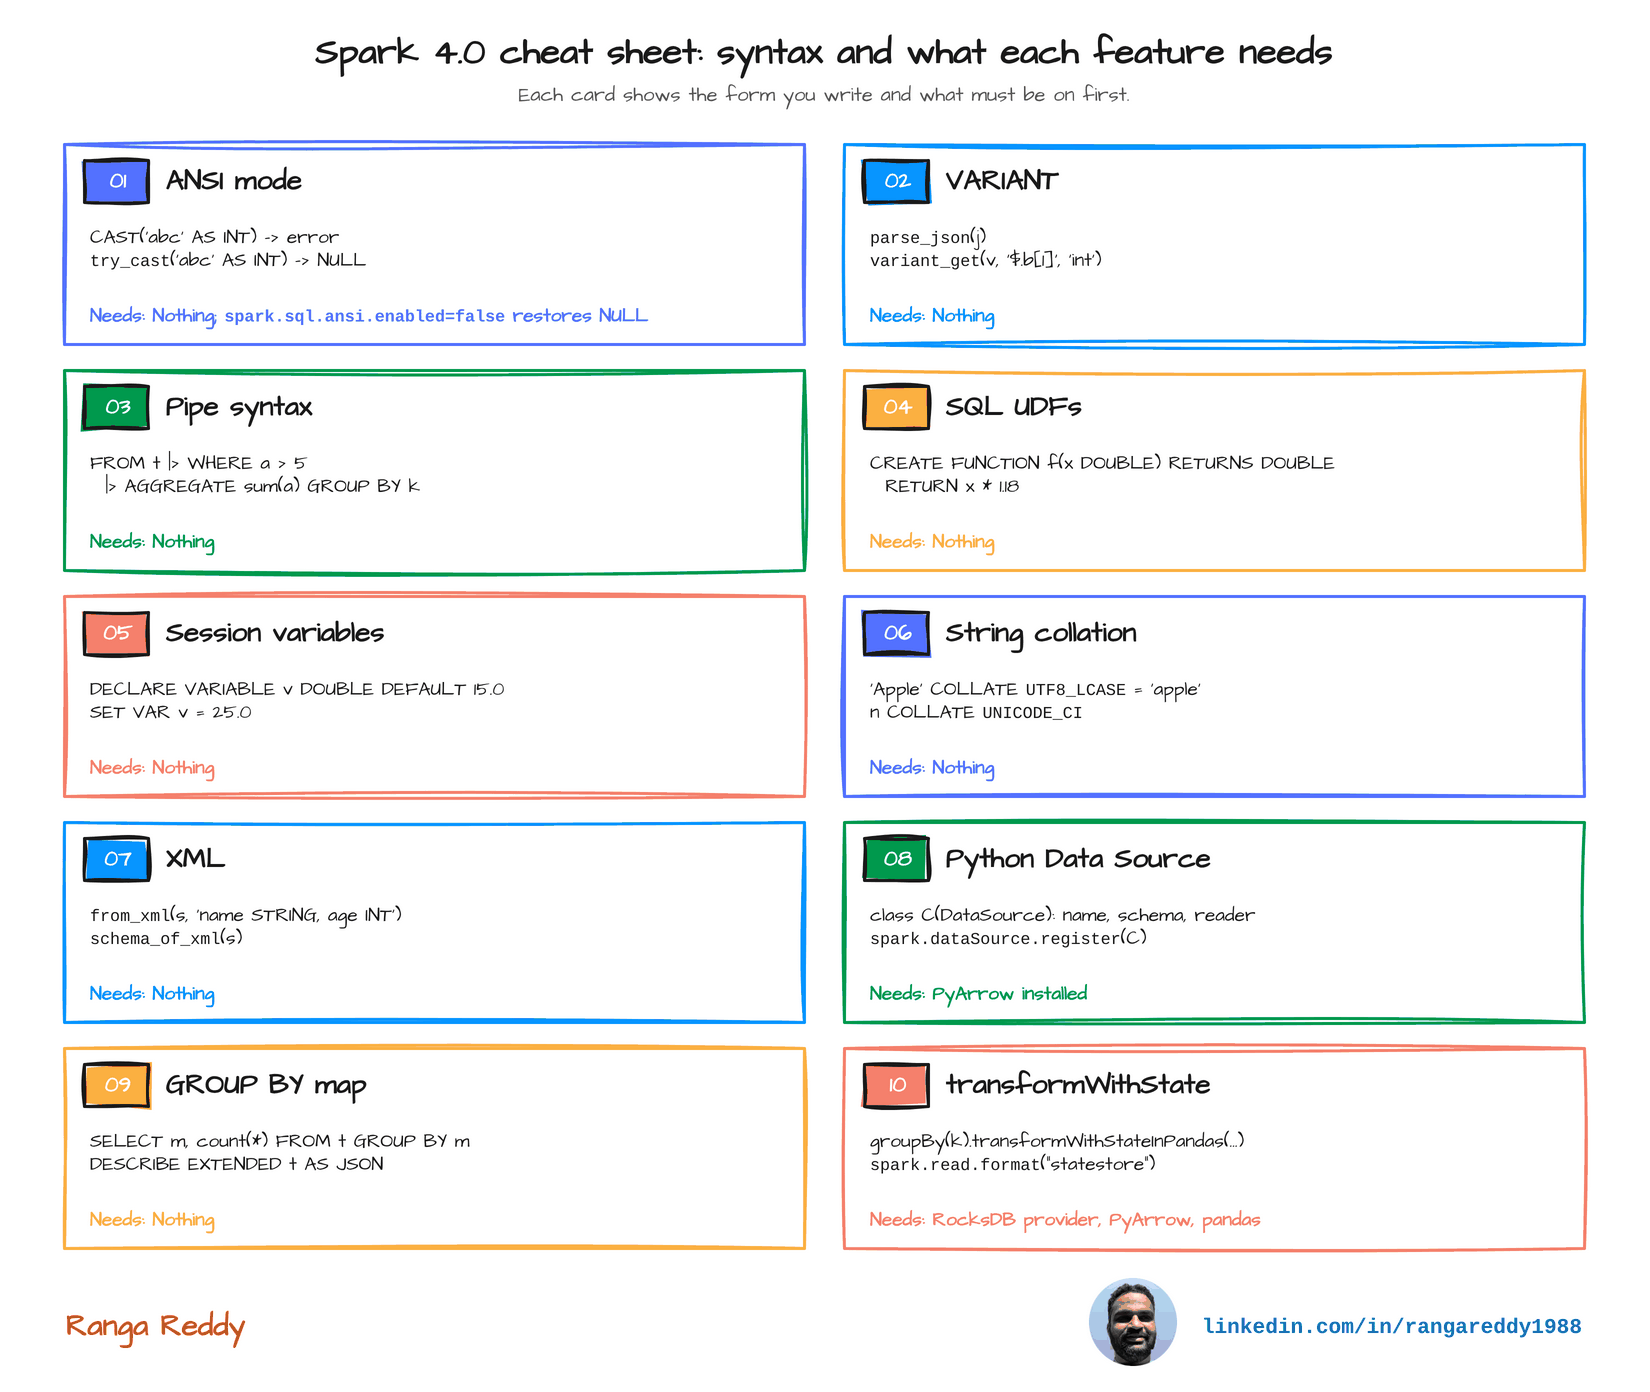 Spark 4.0 cheat sheet: syntax and what each feature needs
Each card shows the form you write and what must be on first.
01 ANSI mode
CAST('abc' AS INT) -> error
try_cast('abc' AS INT) -> NULL
Needs: Nothing; spark.sql.ansi.enabled=false restores NULL
02 VARIANT
parse_json(j)
variant_get(v, '$.b[1]', 'int')
Needs: Nothing
03 Pipe syntax
FROM t |> WHERE a > 5
|> AGGREGATE sum(a) GROUP BY k
Needs: Nothing
04 SQL UDFs
CREATE FUNCTION f(x DOUBLE) RETURNS DOUBLE
RETURN x * 1.18
Needs: Nothing
05 Session variables
DECLARE VARIABLE v DOUBLE DEFAULT 15.0
SET VAR v = 25.0
Needs: Nothing
06 String collation
'Apple' COLLATE UTF8_LCASE = 'apple'
n COLLATE UNICODE_CI
Needs: Nothing
07 XML
from_xml(s, 'name STRING, age INT')
schema_of_xml(s)
Needs: Nothing
08 Python Data Source
class C(DataSource): name, schema, reader
spark.dataSource.register(C)
Needs: PyArrow installed
09 GROUP BY map
SELECT m, count(*) FROM t GROUP BY m
DESCRIBE EXTENDED t AS JSON
Needs: Nothing
10 transformWithState
groupBy(k).transformWithStateInPandas(...)
spark.read.format("statestore")
Needs: RocksDB provider, PyArrow, pandas
Ranga Reddy
linkedin.com/in/rangareddy1988